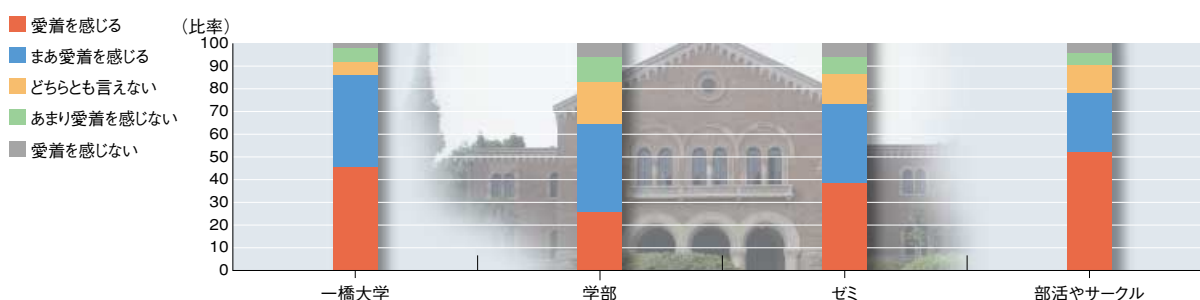 愛着を感じる
まあ愛着を感じる
どちらとも言えない
あまり愛着を感じない
愛着を感じない
（比率）
100
90
80
70
60
50
40
30
20
10
0
一橋大学
学部
ゼミ
部活やサークル